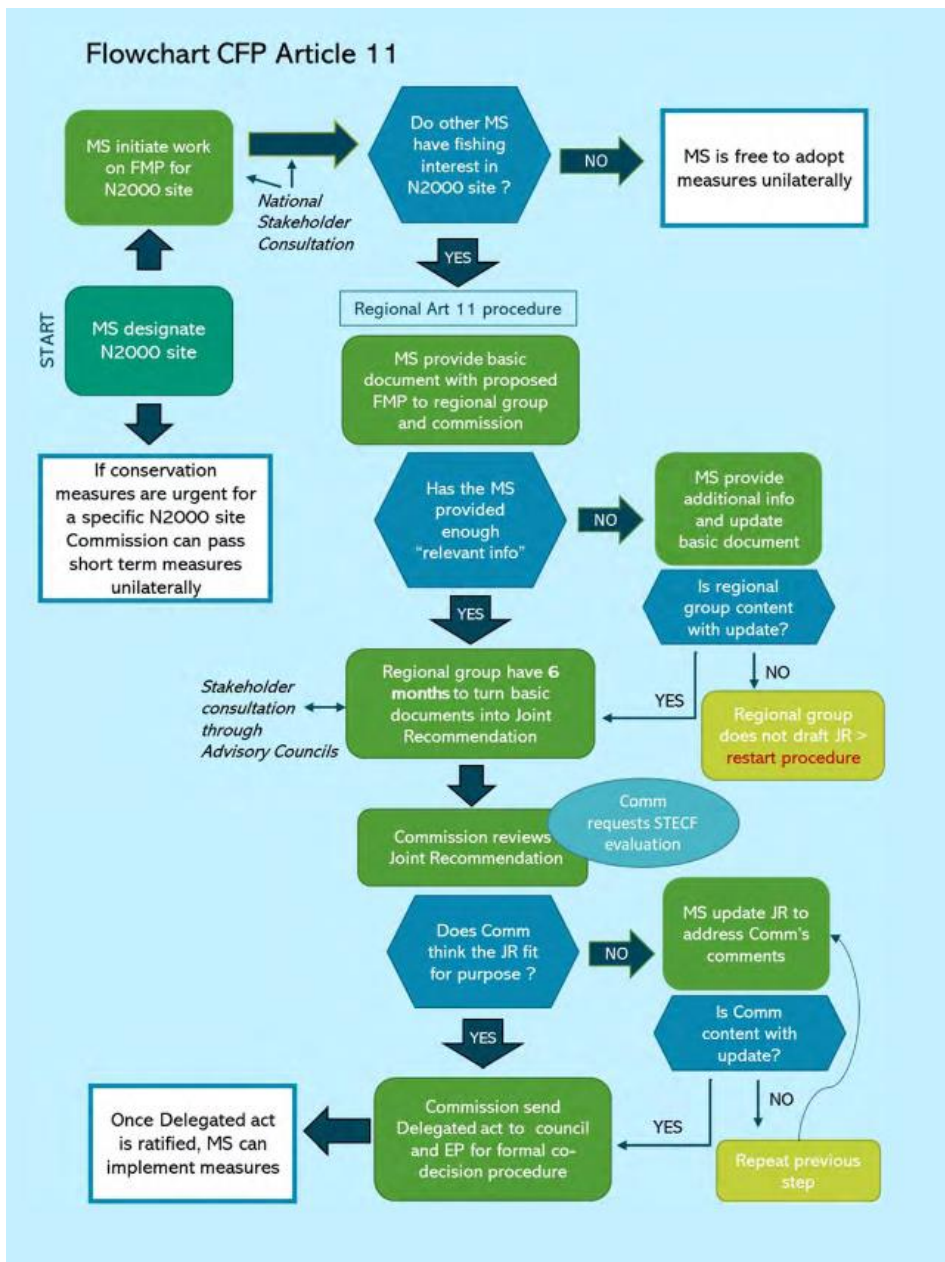 Flowchart CFP Article 11
MS initiate work
on FMP for
N2000 site
National
Stakeholder
Consultation
Do other MS
have fishing
interest in
N2000 site ?
NO
MS is free to adopt
measures unilaterally
YES
START
MS designate
N2000 site
If conservation
measures are urgent for
a specific N2000 site
Commission can pass
short term measures
unilaterally
Regional Art 11 procedure
MS provide basic
document with proposed
FMP to regional group
and commission
Has the MS
provided
enough
“relevant info”
NO
MS provide
additional info
and update
basic document
Is regional
group content
with update?
YES
NO
YES
Regional group
does not draft JR >
restart procedure
Stakeholder
consultation
through
Advisory Councils
Regional group have 6
months to turn basic
documents into Joint
Recommendation
Commission reviews
Joint Recommendation
Comm
requests STECF
evaluation
Does Comm
think the JR fit
for purpose ?
NO
MS update JR to
address Comm's
comments
Is Comm
content with
update?
YES
NO
YES
Repeat previous
step
Commission send
Delegated act to council
and EP for formal co-
decision procedure
Once Delegated act
is ratified, MS can
implement measures